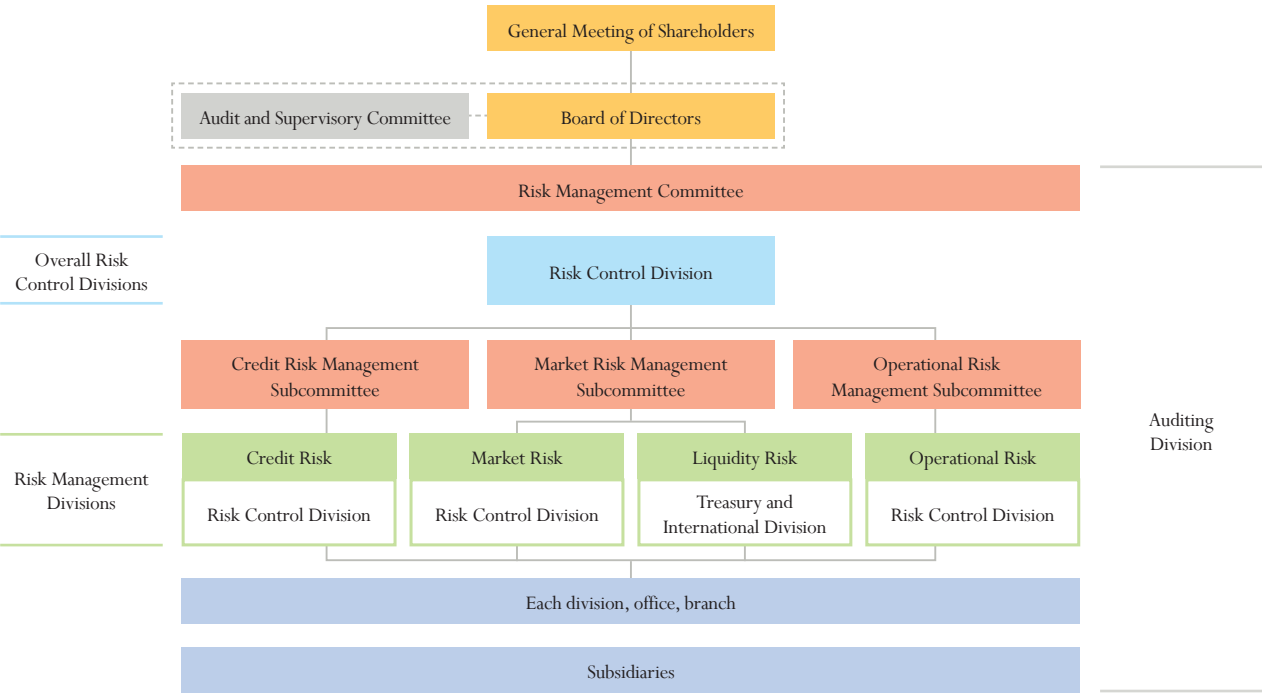 General Meeting of Shareholders
Audit and Supervisory Committee
Board of Directors
Risk Management Committee
Overall Risk
Control Divisions
Risk Control Division
Credit Risk Management
Subcommittee
Market Risk Management
Subcommittee
Operational Risk
Management Subcommittee
Auditing
Division
Risk Management
Divisions
Credit Risk
Risk Control Division
Market Risk
Risk Control Division
Liquidity Risk
Treasury and
International Division
Operational Risk
Risk Control Division
Each division, office, branch
Subsidiaries